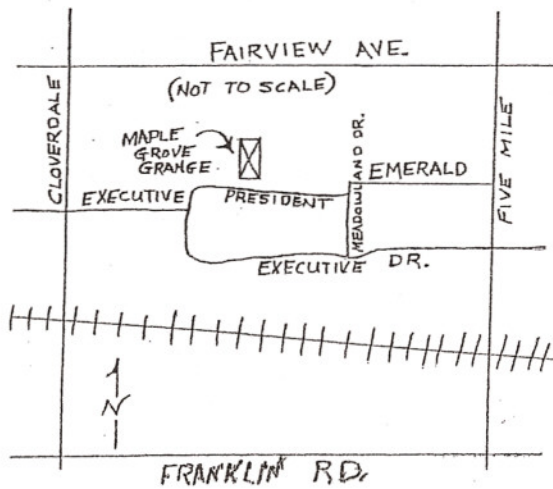 FAIRVIEW AVE.
(NOT TO SCALE)
CLOVERDALE
MAPLE
GROVE
GRANGE
MEADOWLAND DR.
EMERALD
FIVE MILE
EXECUTIVE
PRESIDENT
EXECUTIVE DR.
N
FRANKLIN RD.